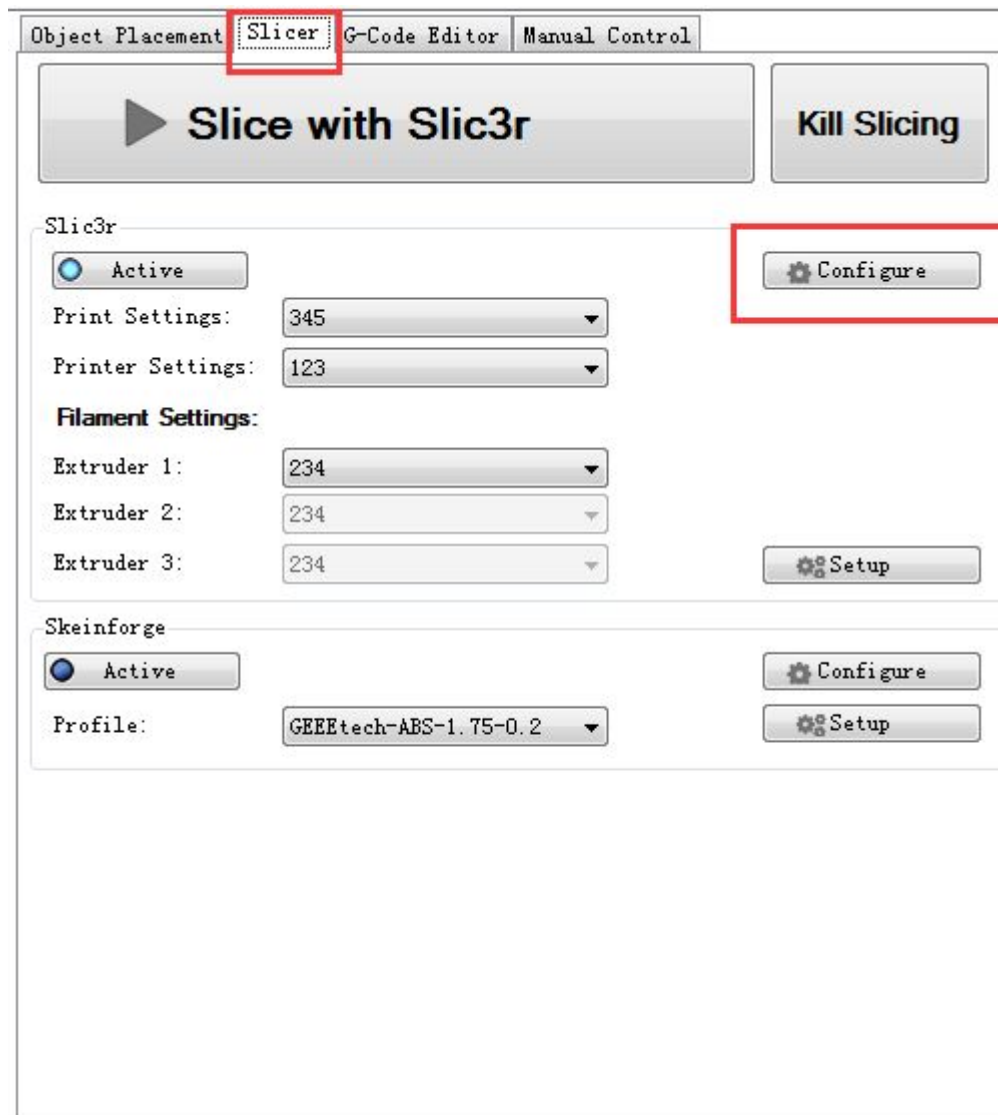 Object Placement Slicer G-Code Editor Manual Control
Slice with Slic3r Kill Slicing
Slic3r
Active Configure
Print Settings: 345
Printer Settings: 123
Filament Settings:
Extruder 1: 234
Extruder 2: 234
Extruder 3: 234 Setup
Skeinforge
Active Configure
Profile: GEEEtech-ABS-1.75-0.2 Setup